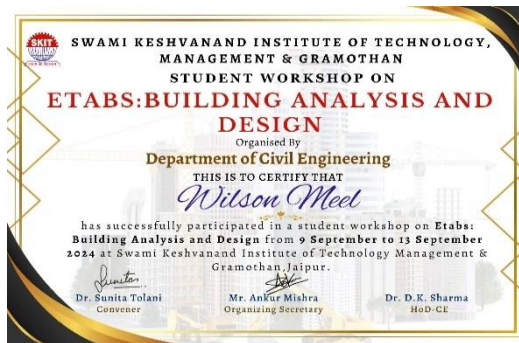 SKIT
SWAMI KESHVANAND INSTITUTE OF TECHNOLOGY,
MANAGEMENT & GRAMOTHAN
STUDENT WORKSHOP ON
ETABS:BUILDING ANALYSIS AND
DESIGN
Organised By
Department of Civil Engineering
THIS IS TO CERTIFY THAT
Wilson Meel
has successfully participated in a student workshop on Etabs:
Building Analysis and Design from 9 September to 13 September
2024 at Swami Keshvanand Institute of Technology Management &
Gramothan,Jaipur.
Sunita
Dr. Sunita Tolani Mr. Ankur Mishra Dr. D.K. Sharma
Convener Organizing Secretary HoD-CE